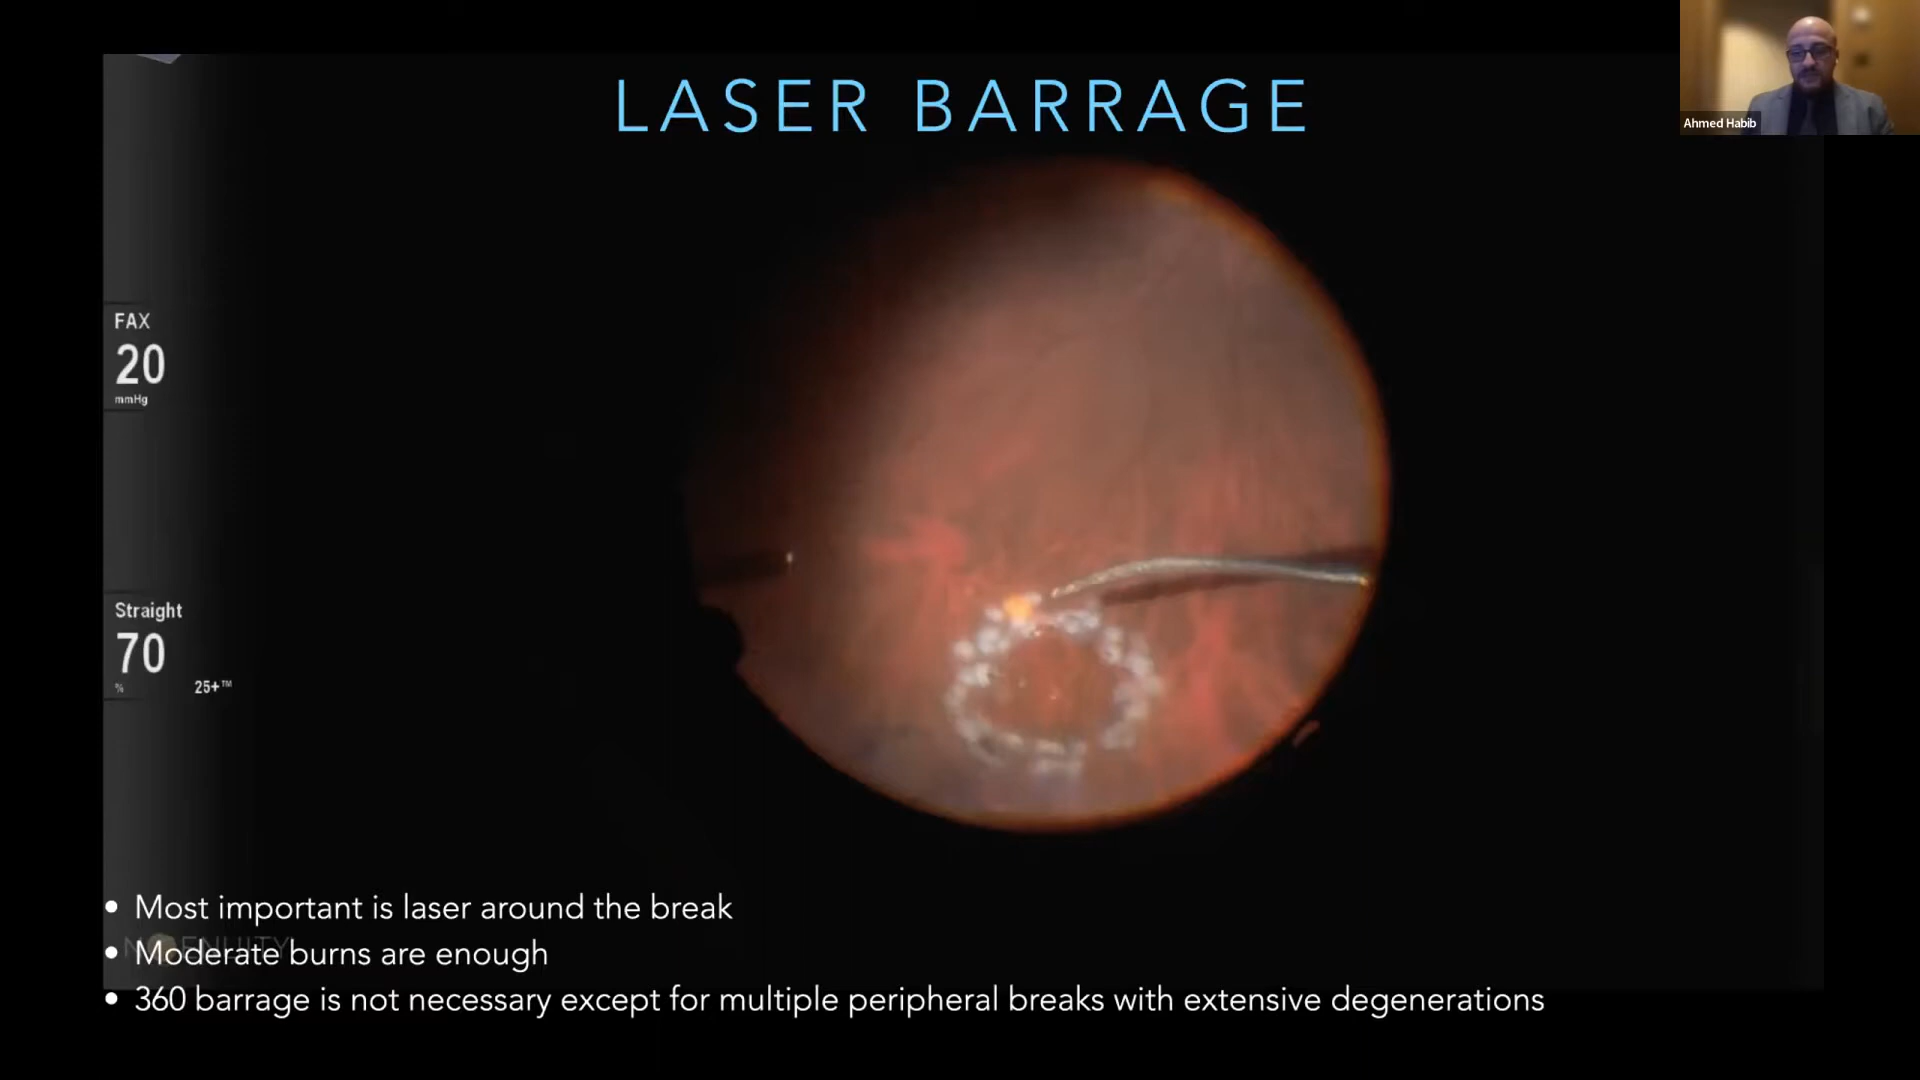 LASER BARRAGE
Ahmed Habib
FAX
20
mmHg
Straight
70
% 25+™
• Most important is laser around the break
• Moderate burns are enough
• 360 barrage is not necessary except for multiple peripheral breaks with extensive degenerations